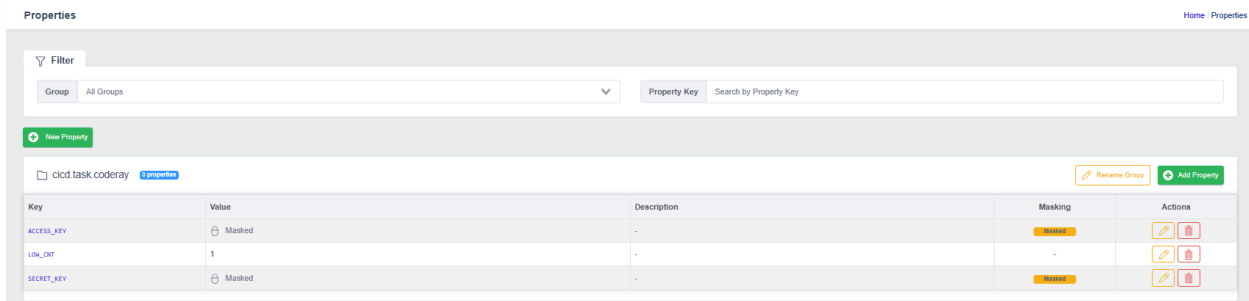 Properties
Home / Properties
Filter
Group All Groups
Property Key Search by Property Key
New Property
cicd.task.coderay 3 properties
Rename Group
Add Property
Key Value Description Masking Actions
ACCESS_KEY Masked - Masked
LOW_CNT 1 - -
SECRET_KEY Masked - Masked